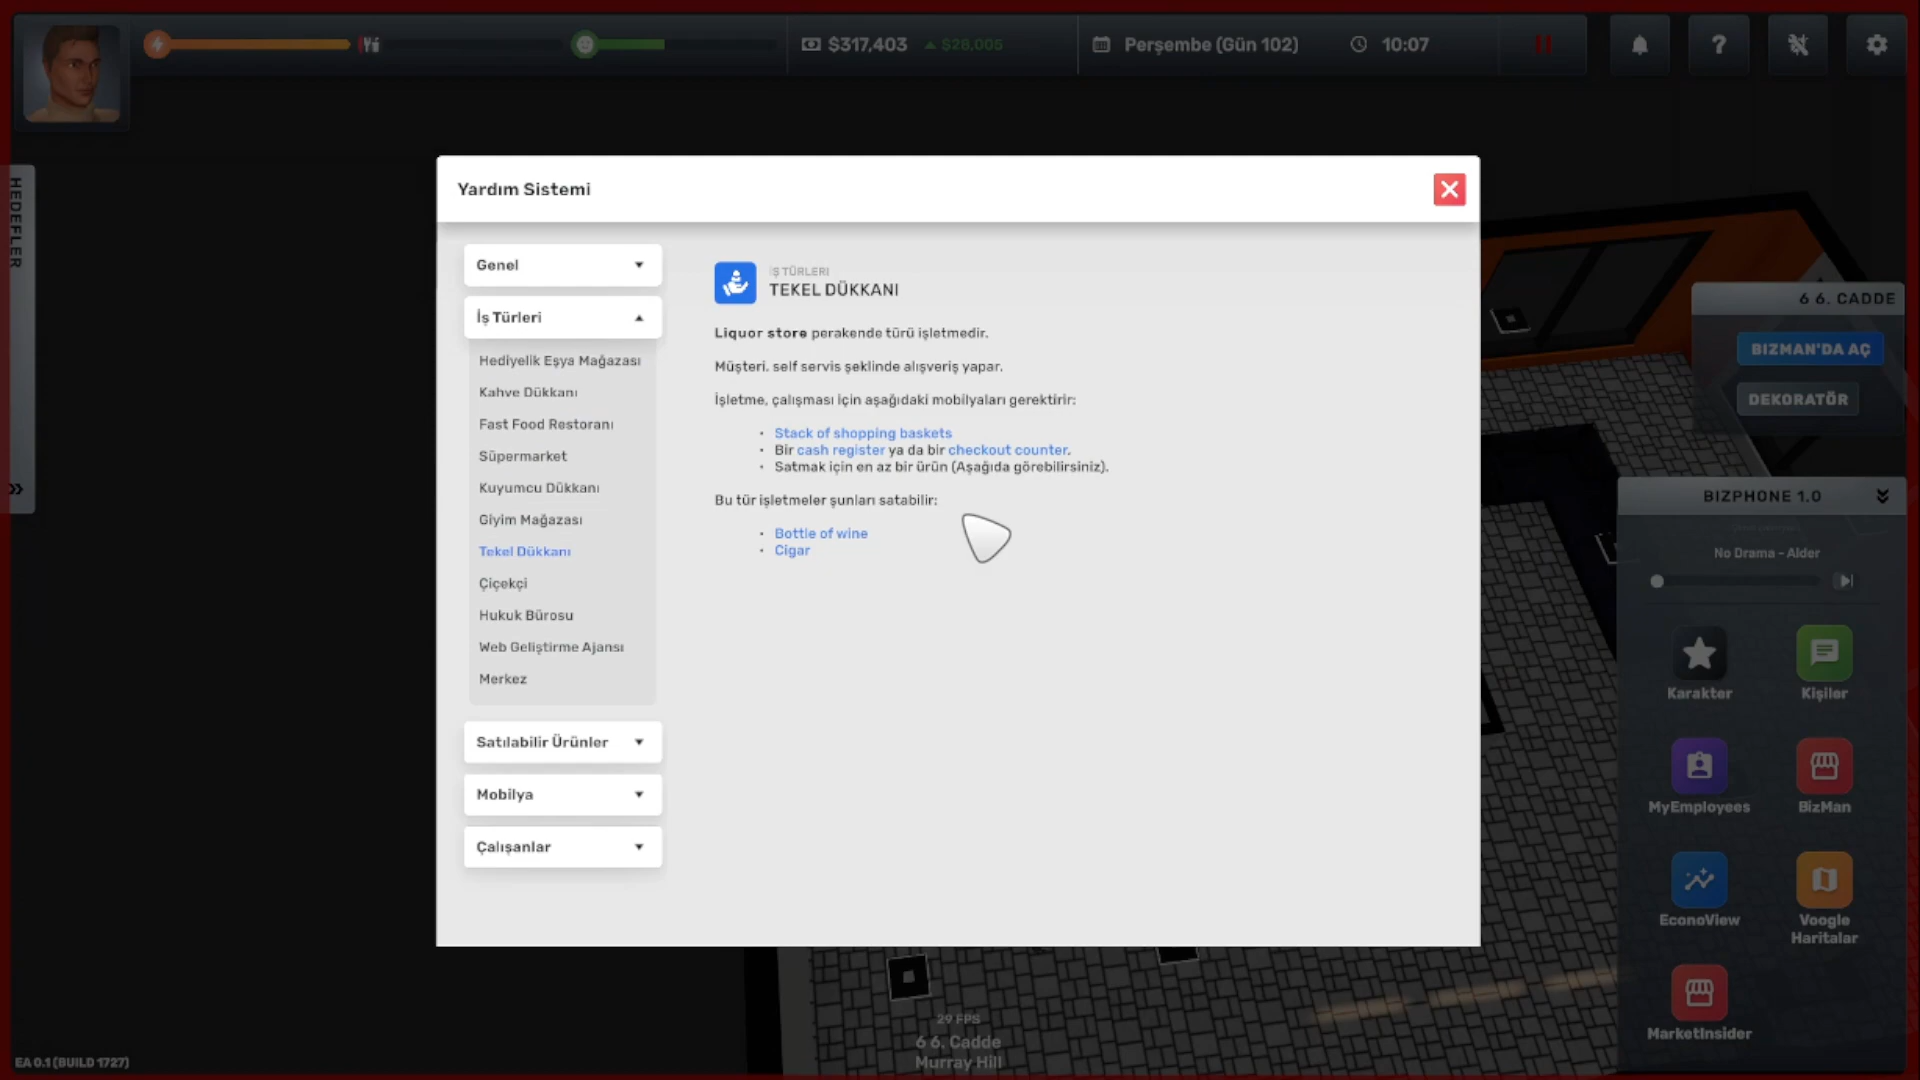 $317,403
$28,005
Perşembe (Gün 102)
10:07
HEDEFLER
Yardım Sistemi
Genel
İş Türleri
Hediyelik Eşya Mağazası
Kahve Dükkanı
Fast Food Restoranı
Süpermarket
Kuyumcu Dükkanı
Giyim Mağazası
Tekel Dükkanı
Çiçekçi
Hukuk Bürosu
Web Geliştirme Ajansı
Merkez
Satılabilir Ürünler
Mobilya
Çalışanlar
İŞ TÜRLERI
TEKEL DÜKKANI
Liquor store perakende türü işletmedir.
Müşteri, self servis şeklinde alışveriş yapar.
İşletme, çalışması için aşağıdaki mobilyaları gerektirir:
• Stack of shopping baskets
• Bir cash register ya da bir checkout counter.
• Satmak için en az bir ürün (Aşağıda görebilirsiniz).
Bu tür işletmeler şunları satabilir:
• Bottle of wine
• Cigar
6 6. CADDE
BIZMAN'DA AÇ
DEKORATÖR
BIZPHONE 1.0
No Drama - Alder
Karakter
Kişiler
MyEmployees
BizMan
EconoView
Voogle
Haritalar
MarketInsider
29 FPS
6 6. Cadde
Murray Hill
EA 0.1 (BUILD 1727)